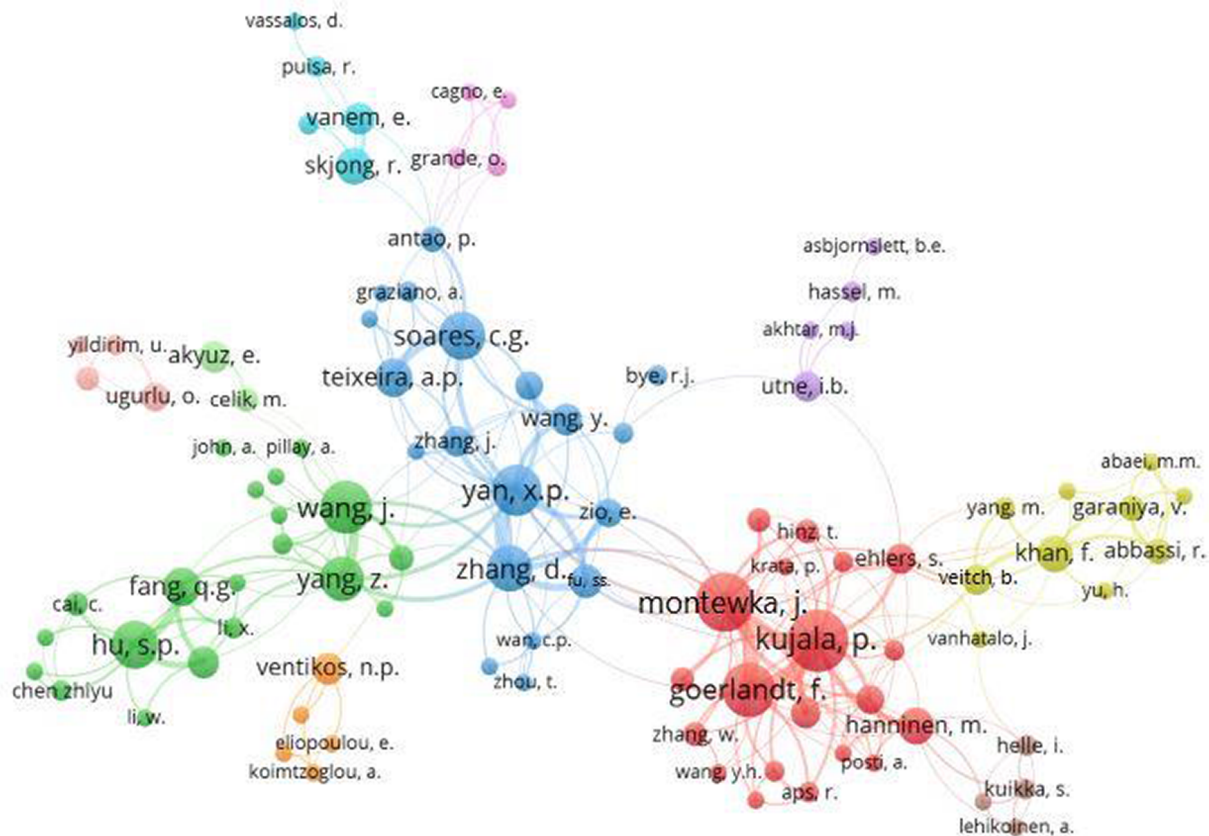 vassalos, d.
puisa, r.
cagno, e.
vanem, e.
skjong, r.
grande, o.
antao, p.
asbjornslett, b.e.
graziano, a.
hassel, m.
soares, c.g.
akhtar, m.j.
yildirim, u.
akyuz, e.
teixeira, a.p.
bye, r.j.
utne, i.b.
ugurlu, o.
celik, m.
wang, y.
zhang, j.
john, a.
pillay, a.
abaei, m.m.
yan, x.p.
wang, j.
zio, e.
yang, m.
garaniya, v.
hinz, t.
khan, f.
abbassi, r.
krata, p.
ehlers, s.
zhang, d.
fu, ss.
veitch, b.
yang, z.
fang, q.g.
yu, h.
cai, c.
montewka, j.
li, x.
wan, c.p.
kujala, p.
vanhatalo, j.
hu, s.p.
ventikos, n.p.
zhou, t.
chen zhiyu
goerlandt, f.
li, w.
hanninen, m.
zhang, w.
eliopoulou, e.
helle, i.
posti, a.
koimtzoglou, a.
wang, y.h.
aps, r.
kuikka, s.
lehikoinen, a.